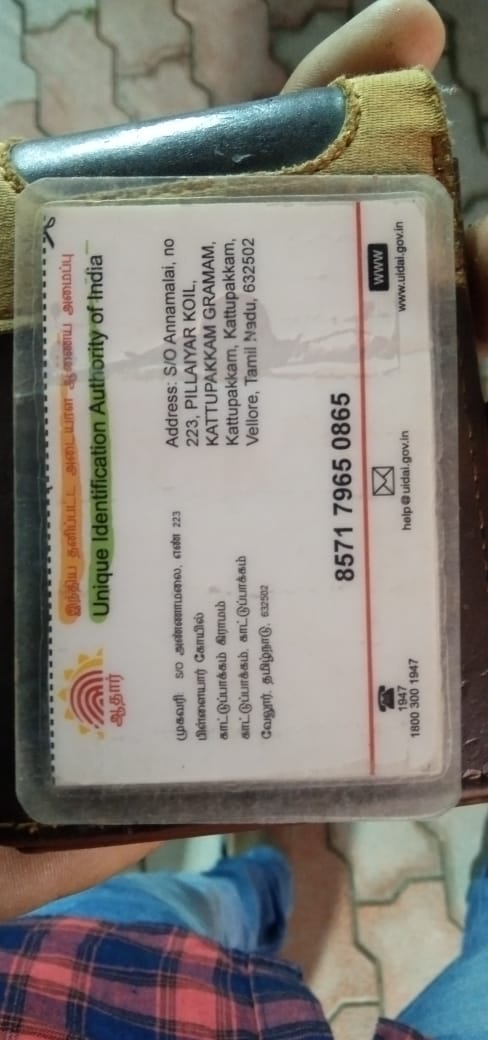 இந்திய தனிப்பட்ட அடையாள ஆணைய அமைப்பு
Unique Identification Authority of India
ஆதார்
முகவரி: S/O அண்ணாமலை, எண் 223
பிள்ளையார் கோயில்
காட்டுப்பாக்கம் கிராமம்
காட்டுப்பாக்கம், காட்டுப்பாக்கம்
வேலூர், தமிழ்நாடு, 632502
Address: S/O Annamalai, no
223, PILLAIYAR KOIL,
KATTUPAKKAM GRAMAM,
Kattupakkam, Kattupakkam,
Vellore, Tamil Nadu, 632502
8571 7965 0865
1947
1800 300 1947
help@uidai.gov.in
WWW
www.uidai.gov.in